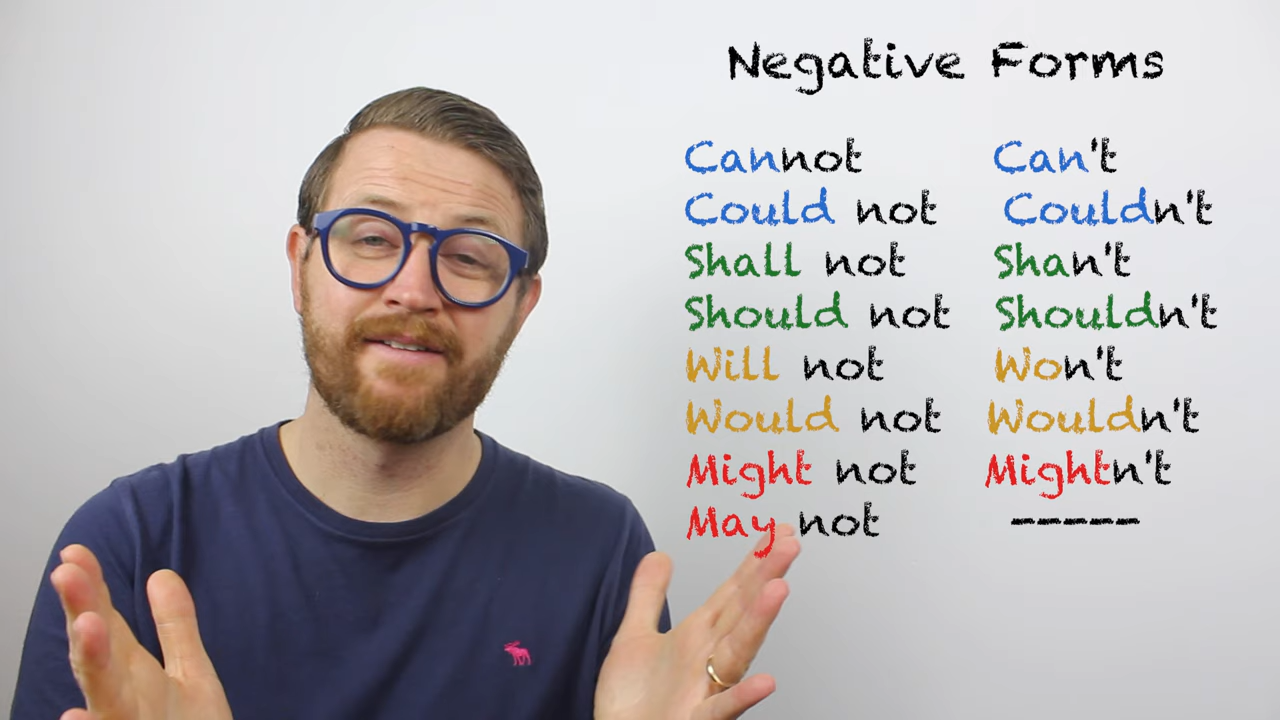 Negative Forms
Cannot Can't
Could not Couldn't
Shall not Shan't
Should not Shouldn't
Will not Won't
Would not Wouldn't
Might not Mightn't
May not -----